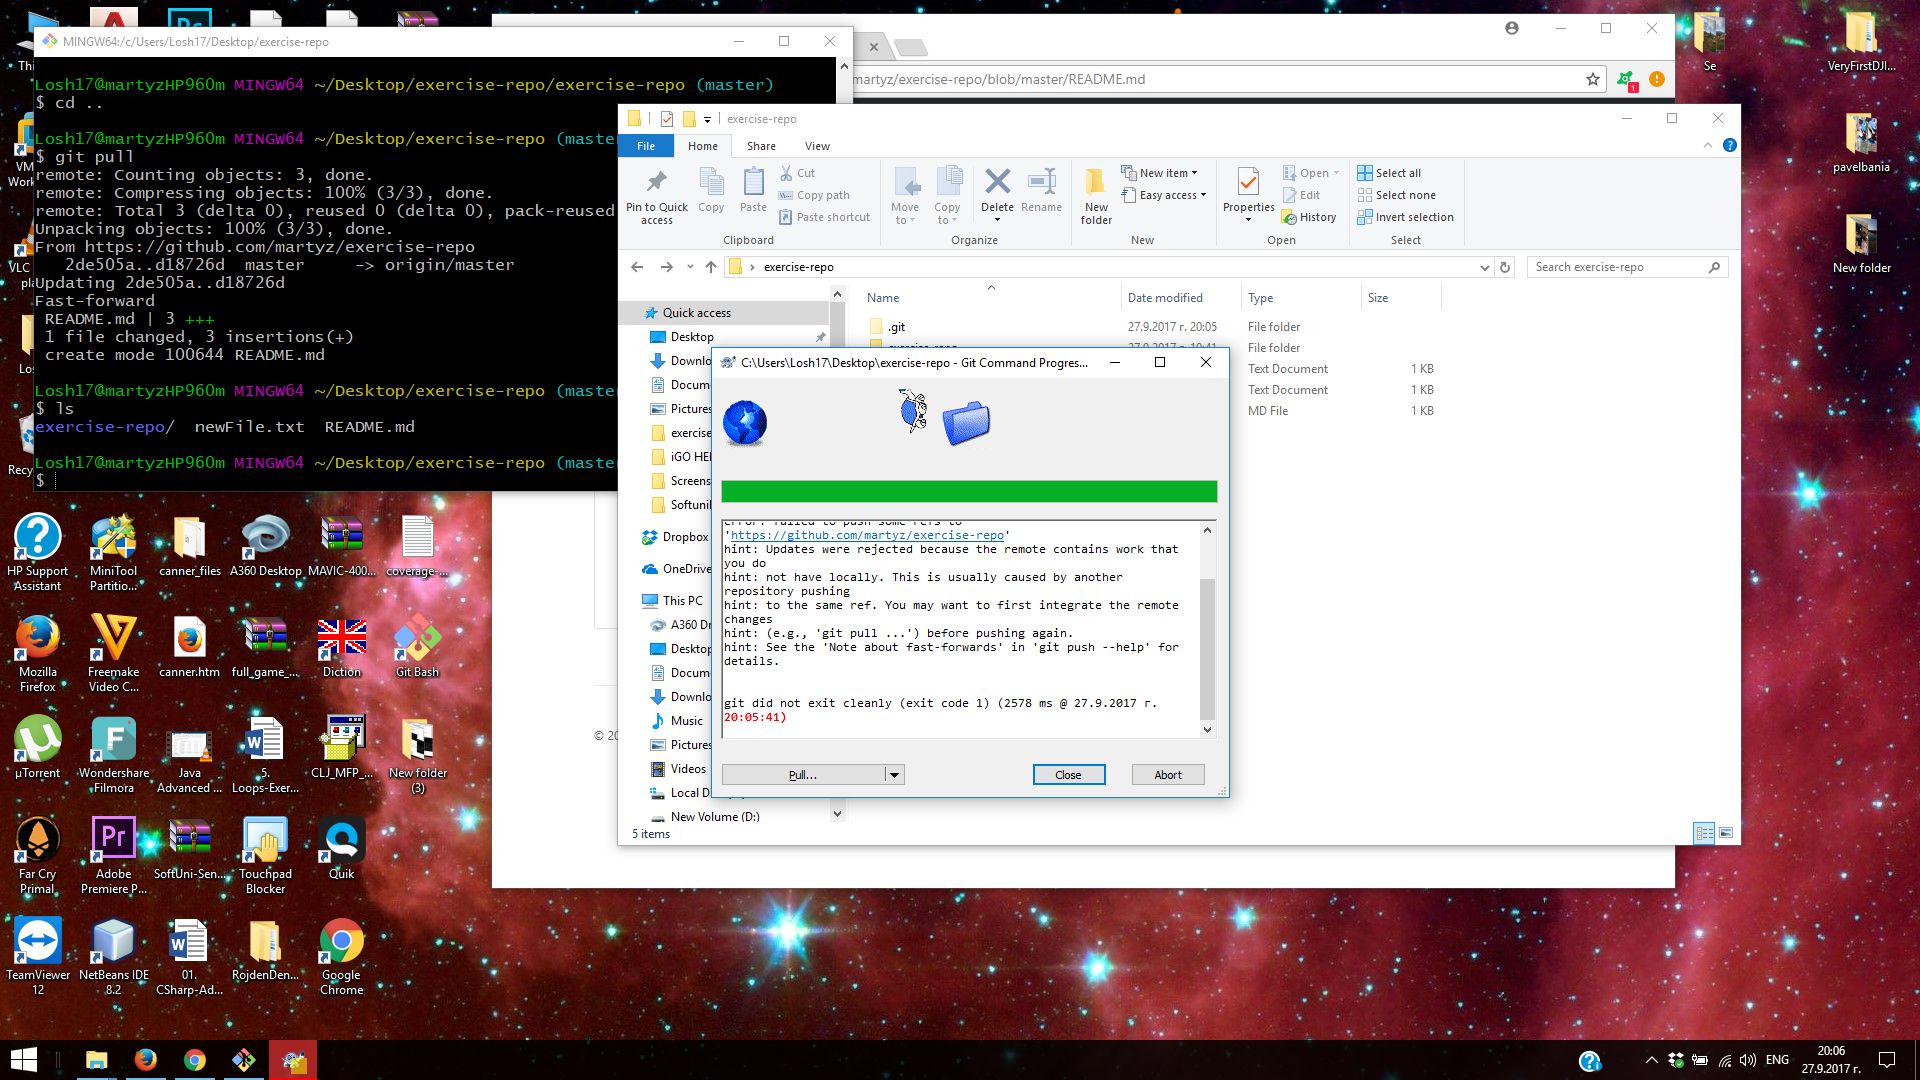 MINGW64:/c/Users/Losh17/Desktop/exercise-repo
Losh17@martyzHP960m MINGW64 ~/Desktop/exercise-repo/exercise-repo (master)
$ cd ..
Losh17@martyzHP960m MINGW64 ~/Desktop/exercise-repo (master
$ git pull
remote: Counting objects: 3, done.
remote: Compressing objects: 100% (3/3), done.
remote: Total 3 (delta 0), reused 0 (delta 0), pack-reused
Unpacking objects: 100% (3/3), done.
From https://github.com/martyz/exercise-repo
2de505a..d18726d master -> origin/master
Updating 2de505a..d18726d
Fast-forward
README.md | 3 +++
1 file changed, 3 insertions(+)
create mode 100644 README.md
Losh17@martyzHP960m MINGW64 ~/Desktop/exercise-repo (master
$ ls
exercise-repo/ newFile.txt README.md
Losh17@martyzHP960m MINGW64 ~/Desktop/exercise-repo (master
$
martyz/exercise-repo/blob/master/README.md
1
exercise-repo
File Home Share View
Pin to Quick access
Copy
Paste
Cut
Copy path
Paste shortcut
Clipboard
Move to
Copy to
Delete
Rename
Organize
New folder
New item
Easy access
New
Properties
Open
Edit
History
Open
Select all
Select none
Invert selection
Select
exercise-repo
Search exercise-repo
Name Date modified Type Size
.git 27.9.2017 г. 20:05 File folder
File folder
Text Document 1 KB
Text Document 1 KB
MD File 1 KB
Quick access
Desktop
Downlo
Docum
Pictures
exercise
iGO HE
Screens
Softuni
Dropbox
OneDrive
This PC
A360 Dr
Desktop
Docum
Downlo
Music
Pictures
Videos
Local D
New Volume (D:)
5 items
© 20
C:\Users\Losh17\Desktop\exercise-repo - Git Command Progres...
error: failed to push some refs to
'https://github.com/martyz/exercise-repo'
hint: Updates were rejected because the remote contains work that
you do
hint: not have locally. This is usually caused by another
repository pushing
hint: to the same ref. You may want to first integrate the remote
changes
hint: (e.g., 'git pull ...') before pushing again.
hint: See the 'Note about fast-forwards' in 'git push --help' for
details.
git did not exit cleanly (exit code 1) (2578 ms @ 27.9.2017 г.
20:05:41)
Pull...
Close
Abort
Se
VeryFirstDJI...
pavelbania
New folder
HP Support Assistant
MiniTool Partitio...
canner_files
A360 Desktop
MAVIC-400...
coverage-...
Mozilla Firefox
Freemake Video C...
canner.htm
full_game_...
Diction
Git Bash
µTorrent
Wondershare Filmora
Java Advanced ...
5. Loops-Exer...
CLJ_MFP_...
New folder (3)
Far Cry Primal
Adobe Premiere P...
SoftUni-Sen...
Touchpad Blocker
Quik
TeamViewer 12
NetBeans IDE 8.2
01. CSharp-Ad...
RojdenDen...
Google Chrome
ENG
20:06
27.9.2017 г.